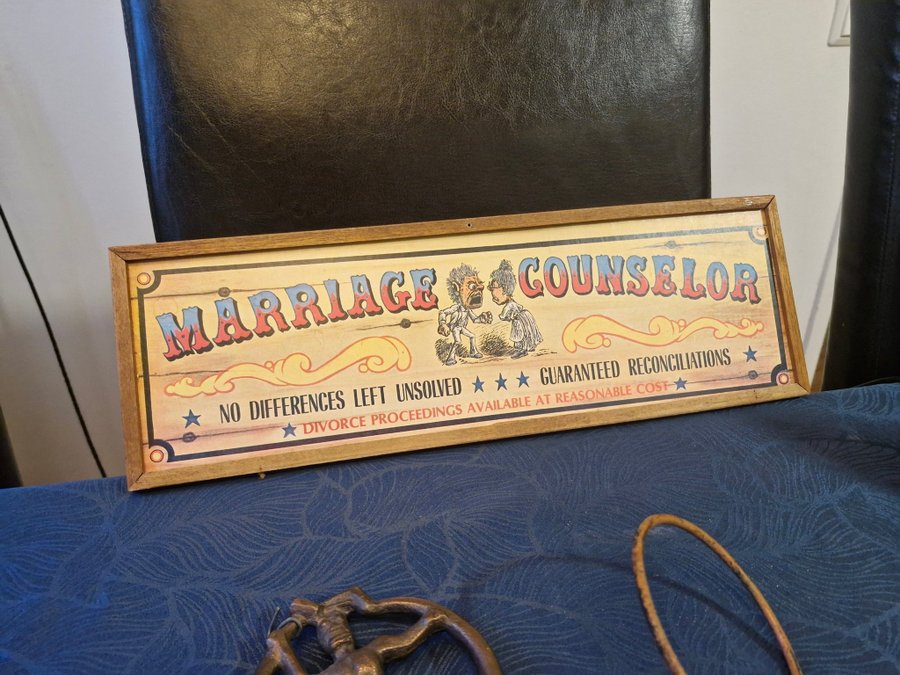 MARRIAGE COUNSELOR
NO DIFFERENCES LEFT UNSOLVED ★ ★ ★ GUARANTEED RECONCILIATIONS ★
★ ★ DIVORCE PROCEEDINGS AVAILABLE AT REASONABLE COST ★